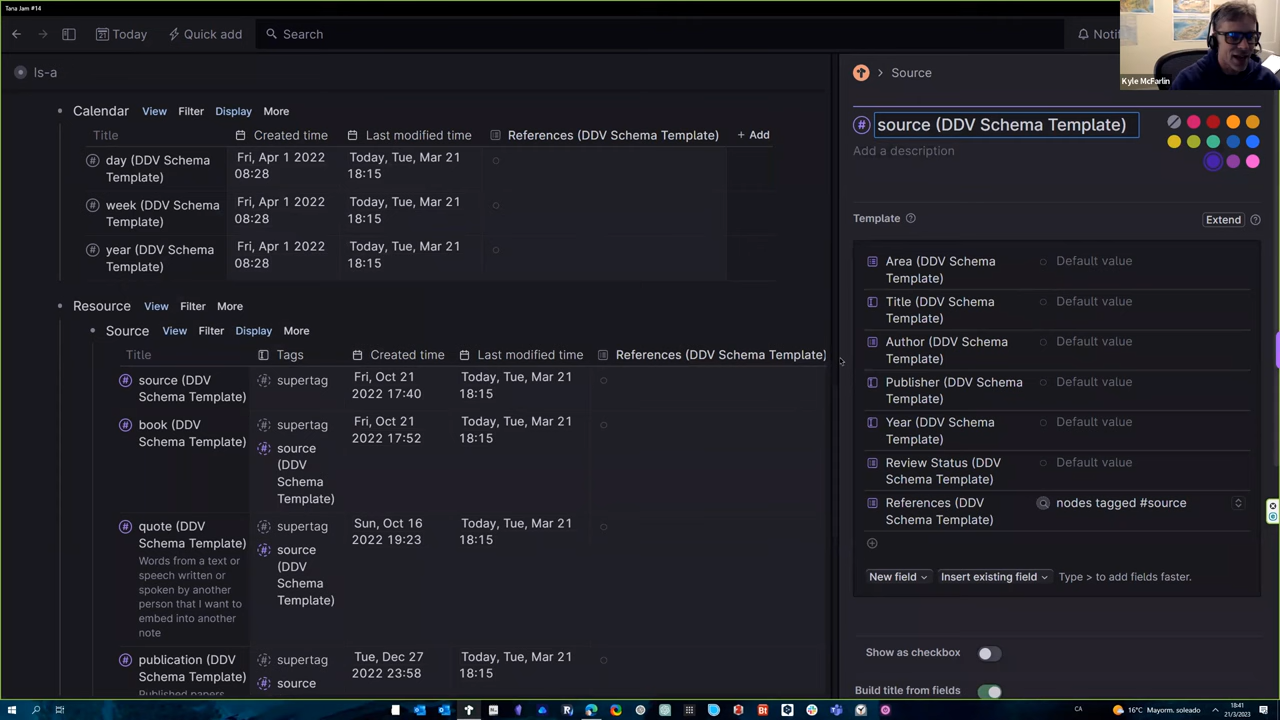 Tana Jam #14
Today
Quick add
Search
Noti
Kyle McFarlin
Is-a
Calendar View Filter Display More
Title
Created time
Last modified time
References (DDV Schema Template)
+ Add
day (DDV Schema
Template)
Fri, Apr 1 2022
08:28
Today, Tue, Mar 21
18:15
week (DDV Schema
Template)
Fri, Apr 1 2022
08:28
Today, Tue, Mar 21
18:15
year (DDV Schema
Template)
Fri, Apr 1 2022
08:28
Today, Tue, Mar 21
18:15
Resource View Filter More
Source View Filter Display More
Title
Tags
Created time
Last modified time
References (DDV Schema Template)
source (DDV
Schema Template)
supertag
Fri, Oct 21
2022 17:40
Today, Tue, Mar 21
18:15
book (DDV
Schema Template)
supertag
source
(DDV
Schema
Template)
Fri, Oct 21
2022 17:52
Today, Tue, Mar 21
18:15
quote (DDV
Schema Template)
Words from a text or
speech written or
spoken by another
person that I want to
embed into another
note
supertag
source
(DDV
Schema
Template)
Sun, Oct 16
2022 19:23
Today, Tue, Mar 21
18:15
publication (DDV
Schema Template)
Published papers
supertag
source
Tue, Dec 27
2022 23:58
Today, Tue, Mar 21
18:15
> Source
# source (DDV Schema Template)
Add a description
Template
Extend
Area (DDV Schema
Template)
Default value
Title (DDV Schema
Template)
Default value
Author (DDV Schema
Template)
Default value
Publisher (DDV Schema
Template)
Default value
Year (DDV Schema
Template)
Default value
Review Status (DDV
Schema Template)
Default value
References (DDV
Schema Template)
nodes tagged #source
New field
Insert existing field
Type > to add fields faster.
Show as checkbox
Build title from fields
16°C Mayorm. soleado
CA
18:41
21/3/2023